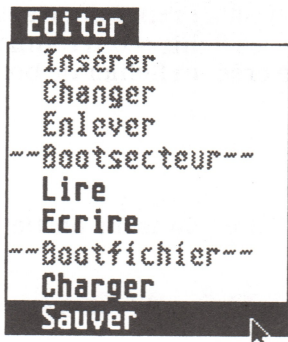 Editer
Insérer
Changer
Enlever
~~Bootsecteur~~
Lire
Ecrire
~~Bootfichier~~
Charger
Sauver